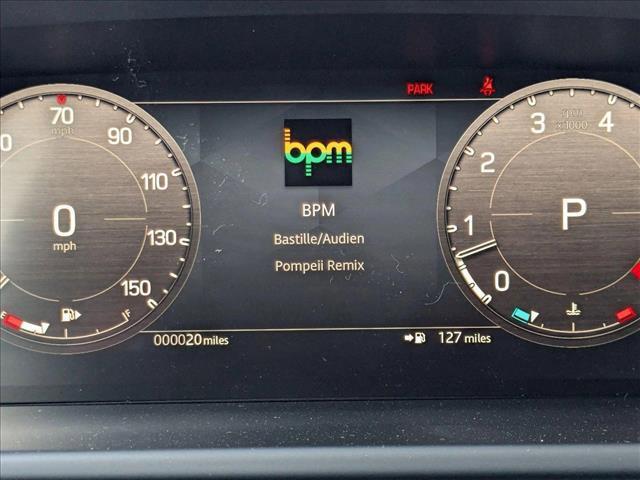 PARK
70
mph
90
110
130
150
0
mph
E
F
000020 miles
bpm
BPM
Bastille/Audien
Pompeii Remix
127 miles
rpm
x1000
0
1
2
3
4
P